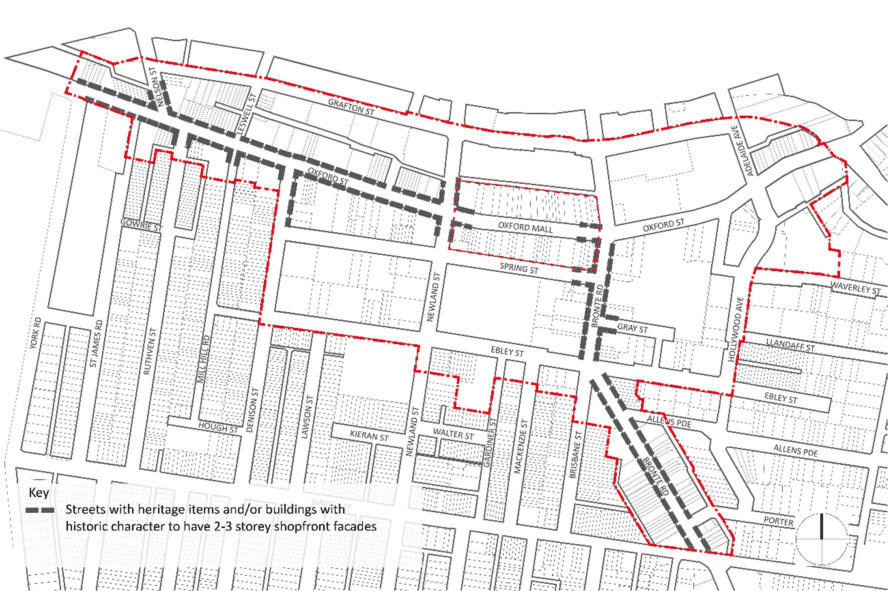 NELSON ST
LESWELL ST
GRAFTON ST
ADELAIDE AVE
OXFORD ST
OXFORD MALL
OXFORD ST
GOWRIE ST
SPRING ST
NEWLAND ST
BRONTE RD
GRAY ST
HOLLYWOOD AVE
WAVERLEY ST
YORK RD
ST JAMES RD
RUTHVEN ST
MILL HILL RD
DENISON ST
LAWSON ST
EBLEY ST
LLANDAFF ST
EBLEY ST
HOUGH ST
KIERAN ST
NEWLAND ST
WALTER ST
GARDINER ST
MACKENZIE ST
BRISBANE ST
ALLENS PDE
ALLENS PDE
BRONTE RD
PORTER
Key
Streets with heritage items and/or buildings with
historic character to have 2-3 storey shopfront facades